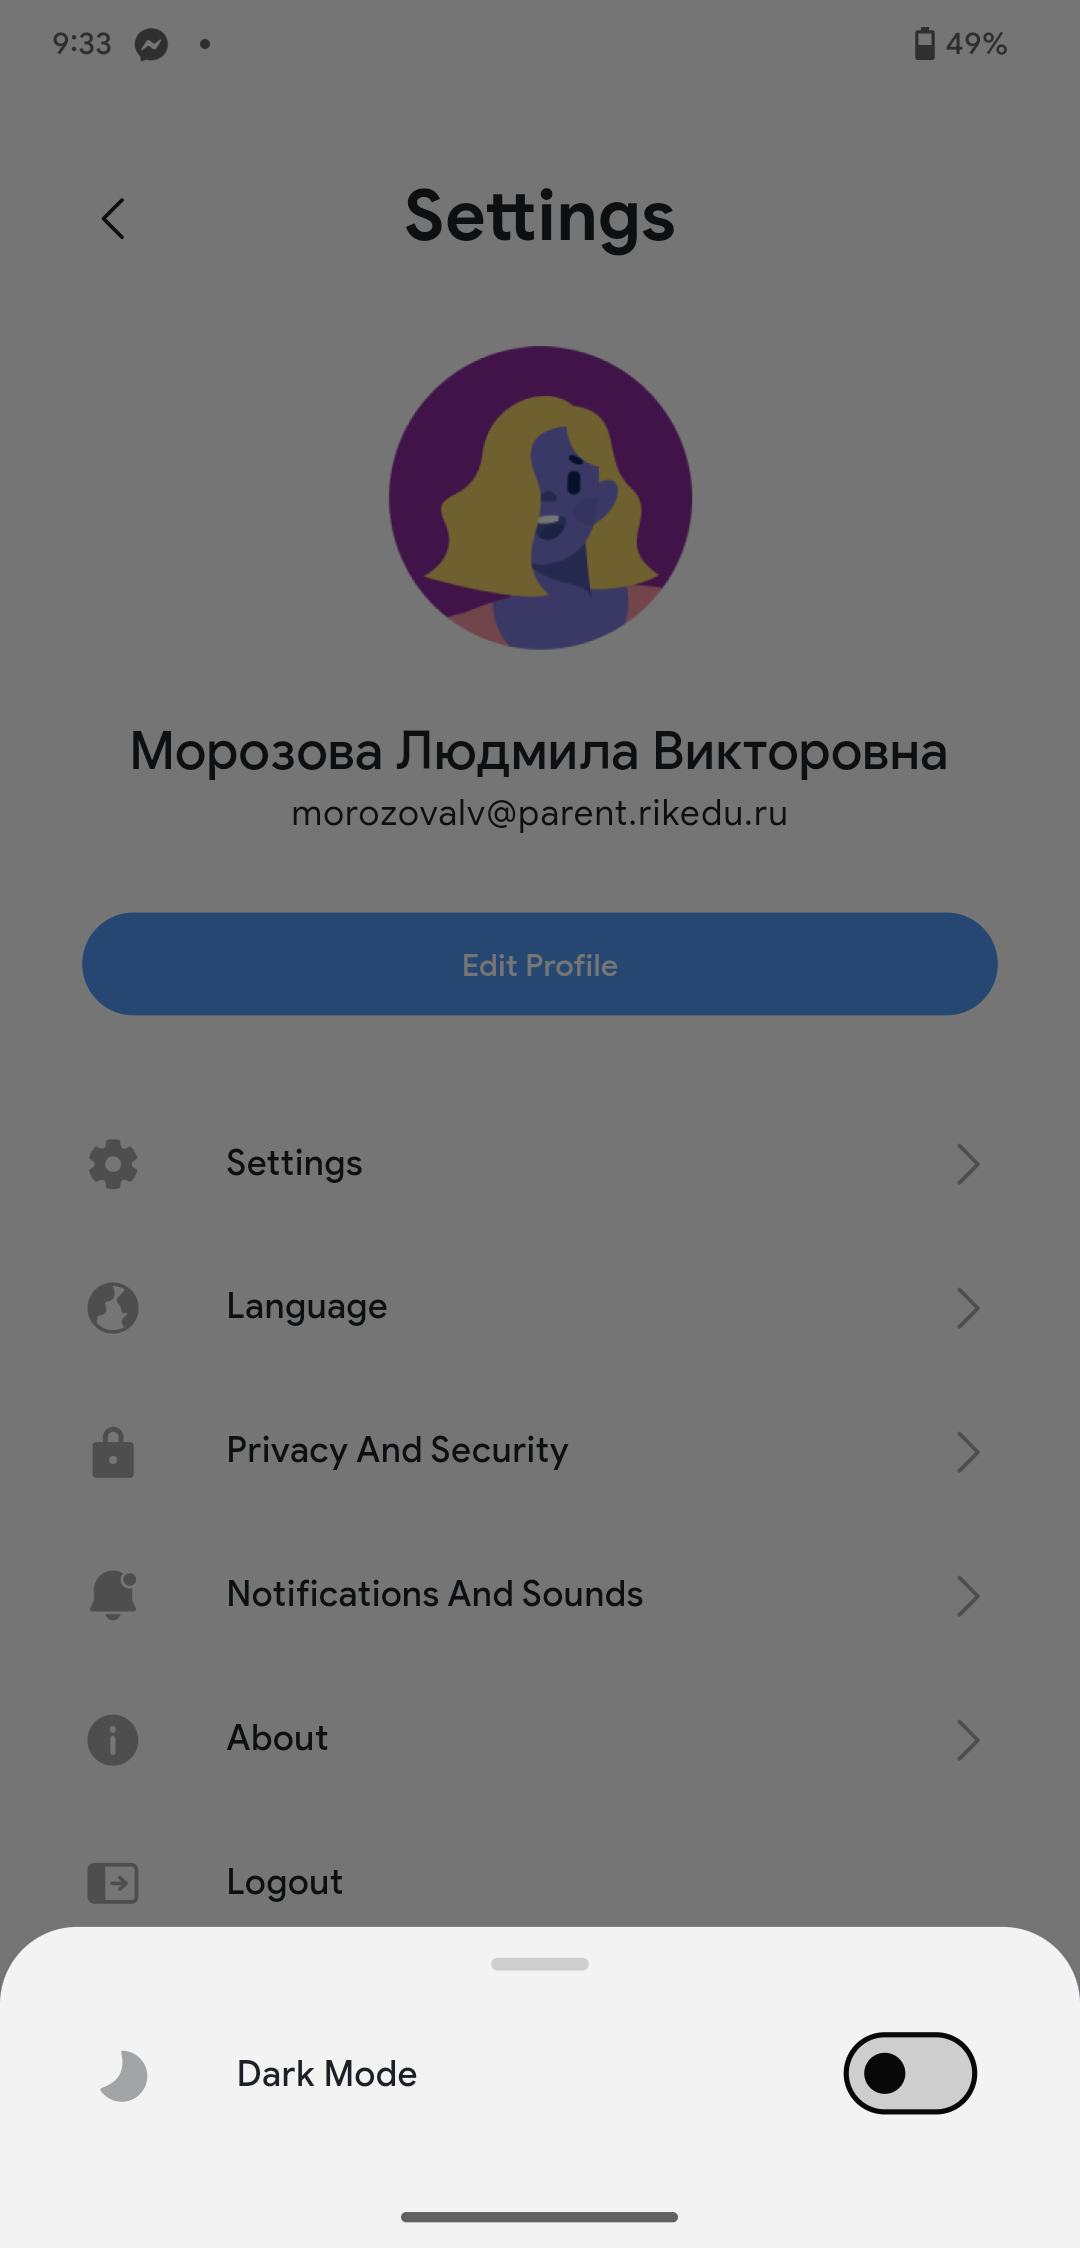 9:33
49%
Settings
Морозова Людмила Викторовна
morozovalv@parent.rikedu.ru
Edit Profile
Settings
Language
Privacy And Security
Notifications And Sounds
About
Logout
Dark Mode